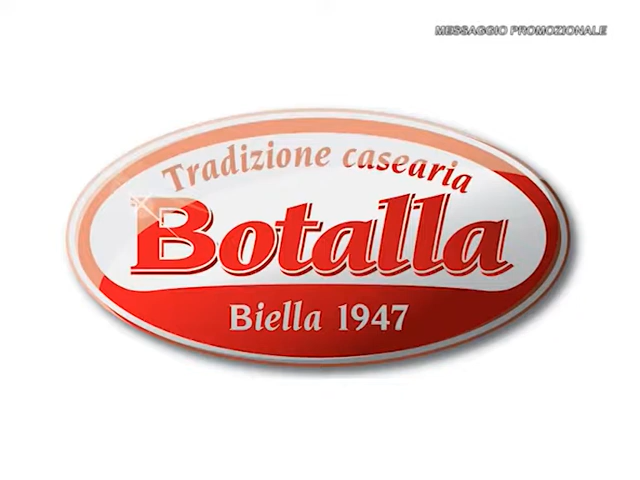 MESSAGGIO PROMOZIONALE
Tradizione casearia
Botalla
Biella 1947